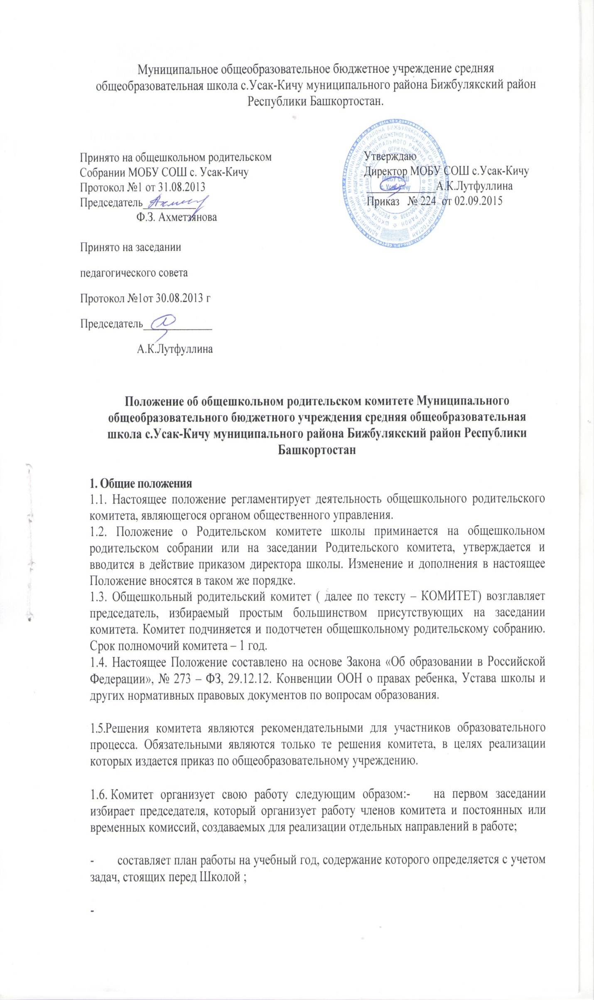 Муниципальное общеобразовательное бюджетное учреждение средняя
общеобразовательная школа с.Усак-Кичу муниципального района Бижбулякский район
Республики Башкортостан.
Принято на общешкольном родительском
Собрании МОБУ СОШ с. Усак-Кичу
Протокол №1 от 31.08.2013
Председатель
Ф.З. Ахметзянова
Утверждаю
Директор МОБУ СОШ с.Усак-Кичу
А.К.Лутфуллина
Приказ № 224 от 02.09.2015
МОБУ СОШ
с. Усак-Кичу
Принято на заседании
педагогического совета
Протокол №1от 30.08.2013 г
Председатель
А.К.Лутфуллина
Положение об общешкольном родительском комитете Муниципального
общеобразовательного бюджетного учреждения средняя общеобразовательная
школа с.Усак-Кичу муниципального района Бижбулякский район Республики
Башкортостан
1. Общие положения
1.1. Настоящее положение регламентирует деятельность общешкольного родительского
комитета, являющегося органом общественного управления.
1.2. Положение о Родительском комитете школы приминается на общешкольном
родительском собрании или на заседании Родительского комитета, утверждается и
вводится в действие приказом директора школы. Изменение и дополнения в настоящее
Положение вносятся в таком же порядке.
1.3. Общешкольный родительский комитет ( далее по тексту – КОМИТЕТ) возглавляет
председатель, избираемый простым большинством присутствующих на заседании
комитета. Комитет подчиняется и подотчетен общешкольному родительскому собранию.
Срок полномочий комитета – 1 год.
1.4. Настоящее Положение составлено на основе Закона «Об образовании в Российской
Федерации», № 273 – ФЗ, 29.12.12. Конвенции ООН о правах ребенка, Устава школы и
других нормативных правовых документов по вопросам образования.
1.5.Решения комитета являются рекомендательными для участников образовательного
процесса. Обязательными являются только те решения комитета, в целях реализации
которых издается приказ по общеобразовательному учреждению.
1.6. Комитет организует свою работу следующим образом:- на первом заседании
избирает председателя, который организует работу членов комитета и постоянных или
временных комиссий, создаваемых для реализации отдельных направлений в работе;
- составляет план работы на учебный год, содержание которого определяется с учетом
задач, стоящих перед Школой ;
-